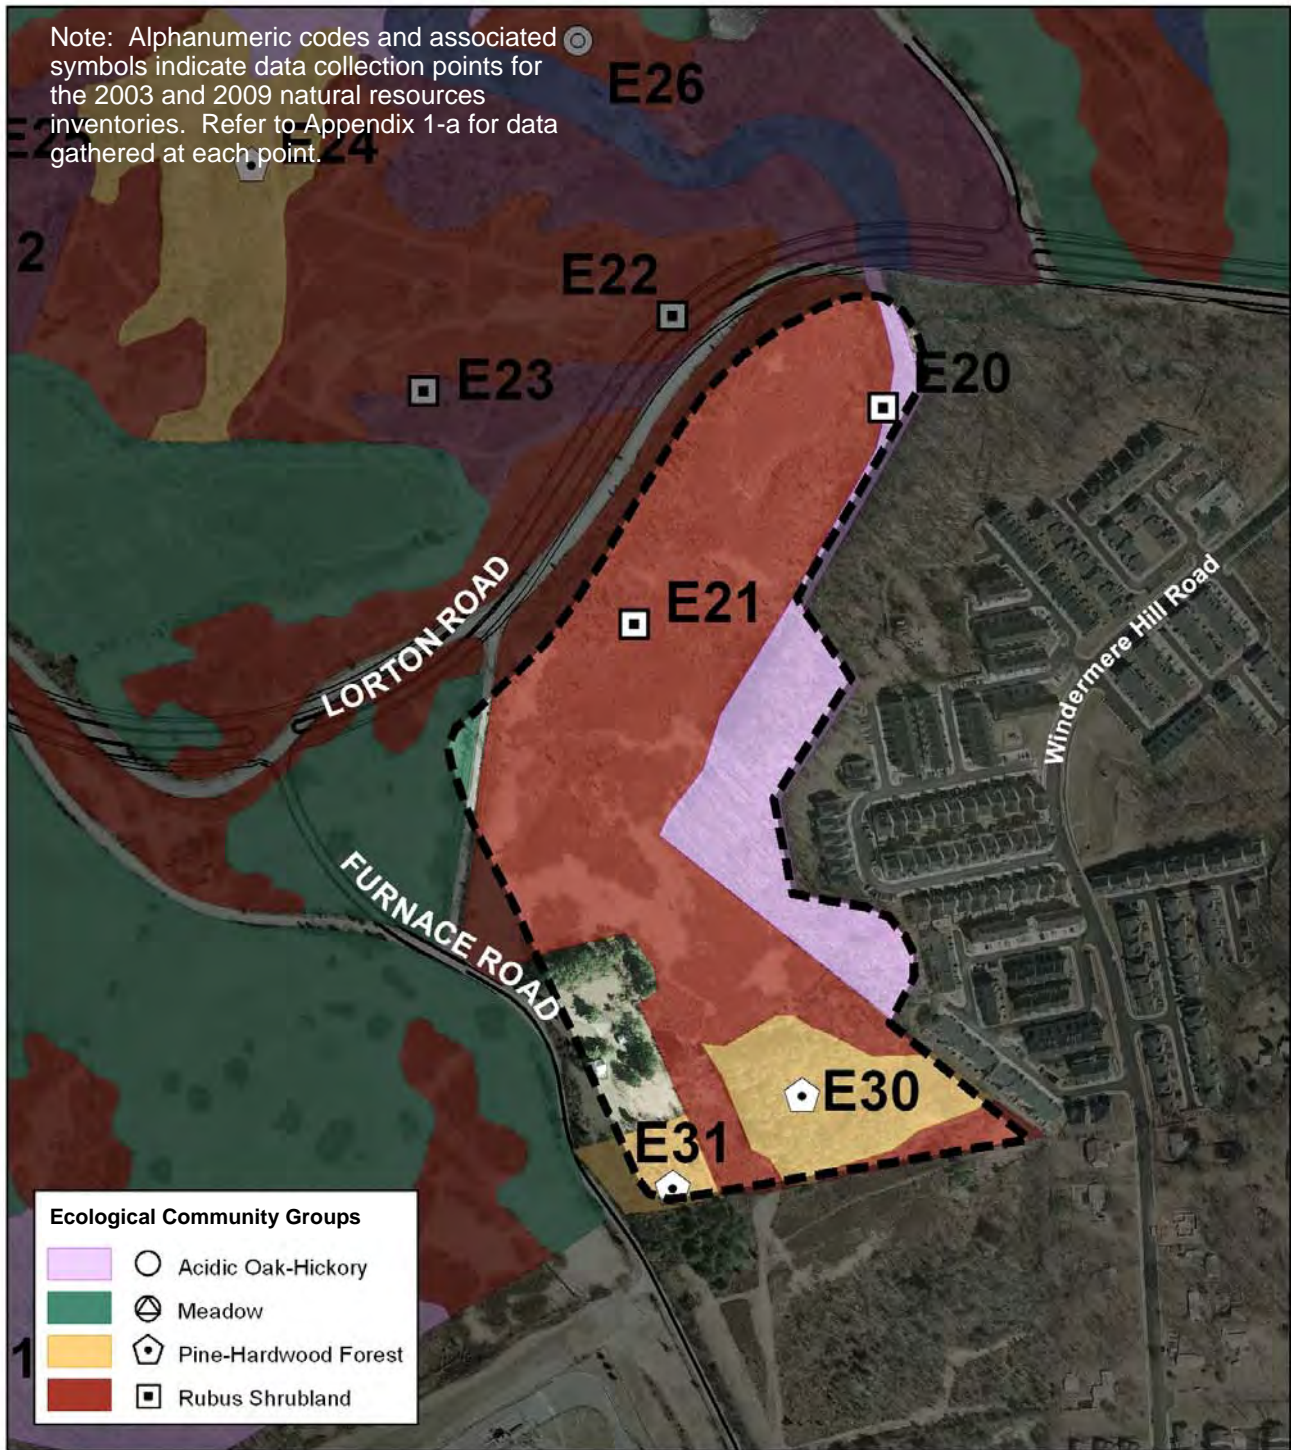 Note: Alphanumeric codes and associated
symbols indicate data collection points for
the 2003 and 2009 natural resources
inventories. Refer to Appendix 1-a for data
gathered at each point.
E26
E25
E24
2
E22
E23
E20
E21
LORTON ROAD
Windermere Hill Road
FURNACE ROAD
E30
E31
Ecological Community Groups
Acidic Oak-Hickory
Meadow
Pine-Hardwood Forest
Rubus Shrubland
1